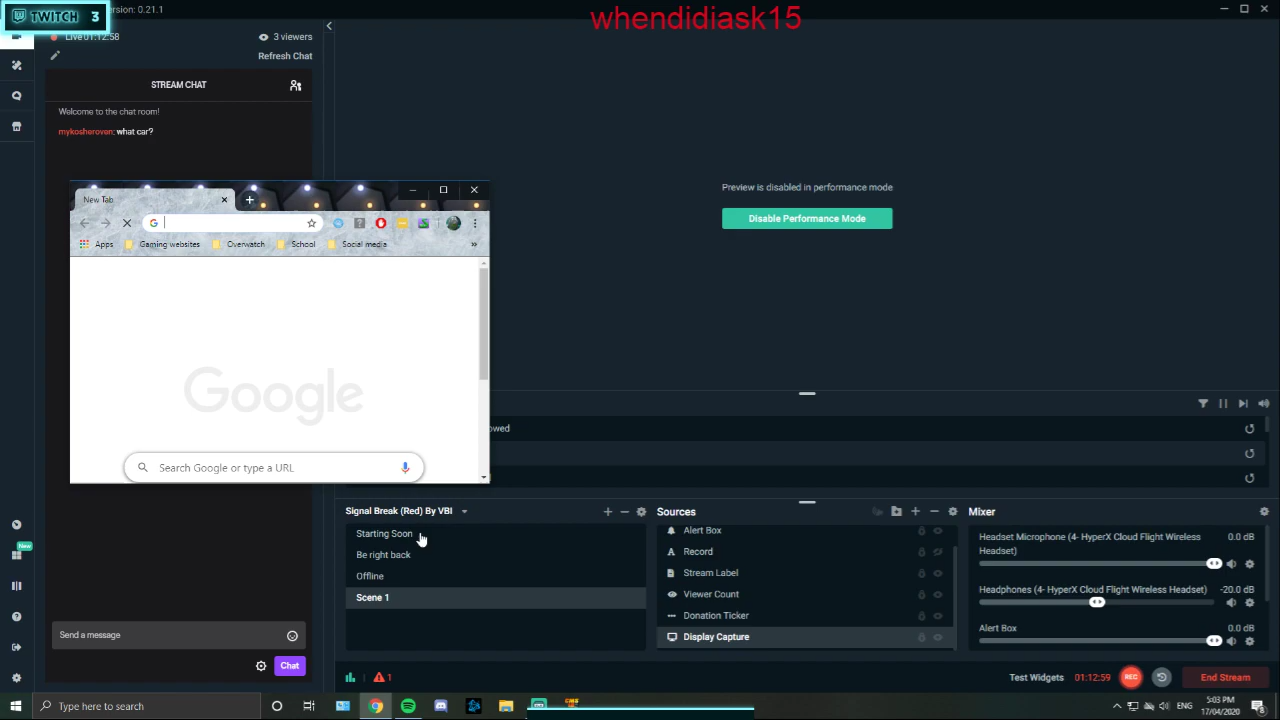 TWITCH 3
ersion: 0.21.1
whendidiask15
Live 01:12:58
3 viewers
Refresh Chat
STREAM CHAT
Welcome to the chat room!
mykosheroven: what car?
Preview is disabled in performance mode
Disable Performance Mode
New Tab
G
Apps
Gaming websites
Overwatch
School
Social media
»
Google
Search Google or type a URL
owed
Signal Break (Red) By VBI
Starting Soon
Be right back
Offline
Scene 1
Sources
Alert Box
Record
Stream Label
Viewer Count
Donation Ticker
Display Capture
Mixer
Headset Microphone (4- HyperX Cloud Flight Wireless
Headset)
0.0 dB
Headphones (4- HyperX Cloud Flight Wireless Headset)
-20.0 dB
Alert Box
0.0 dB
New
Send a message
Chat
1
Test Widgets
01:12:59
REC
End Stream
Type here to search
ENG
5:03 PM
17/04/2020